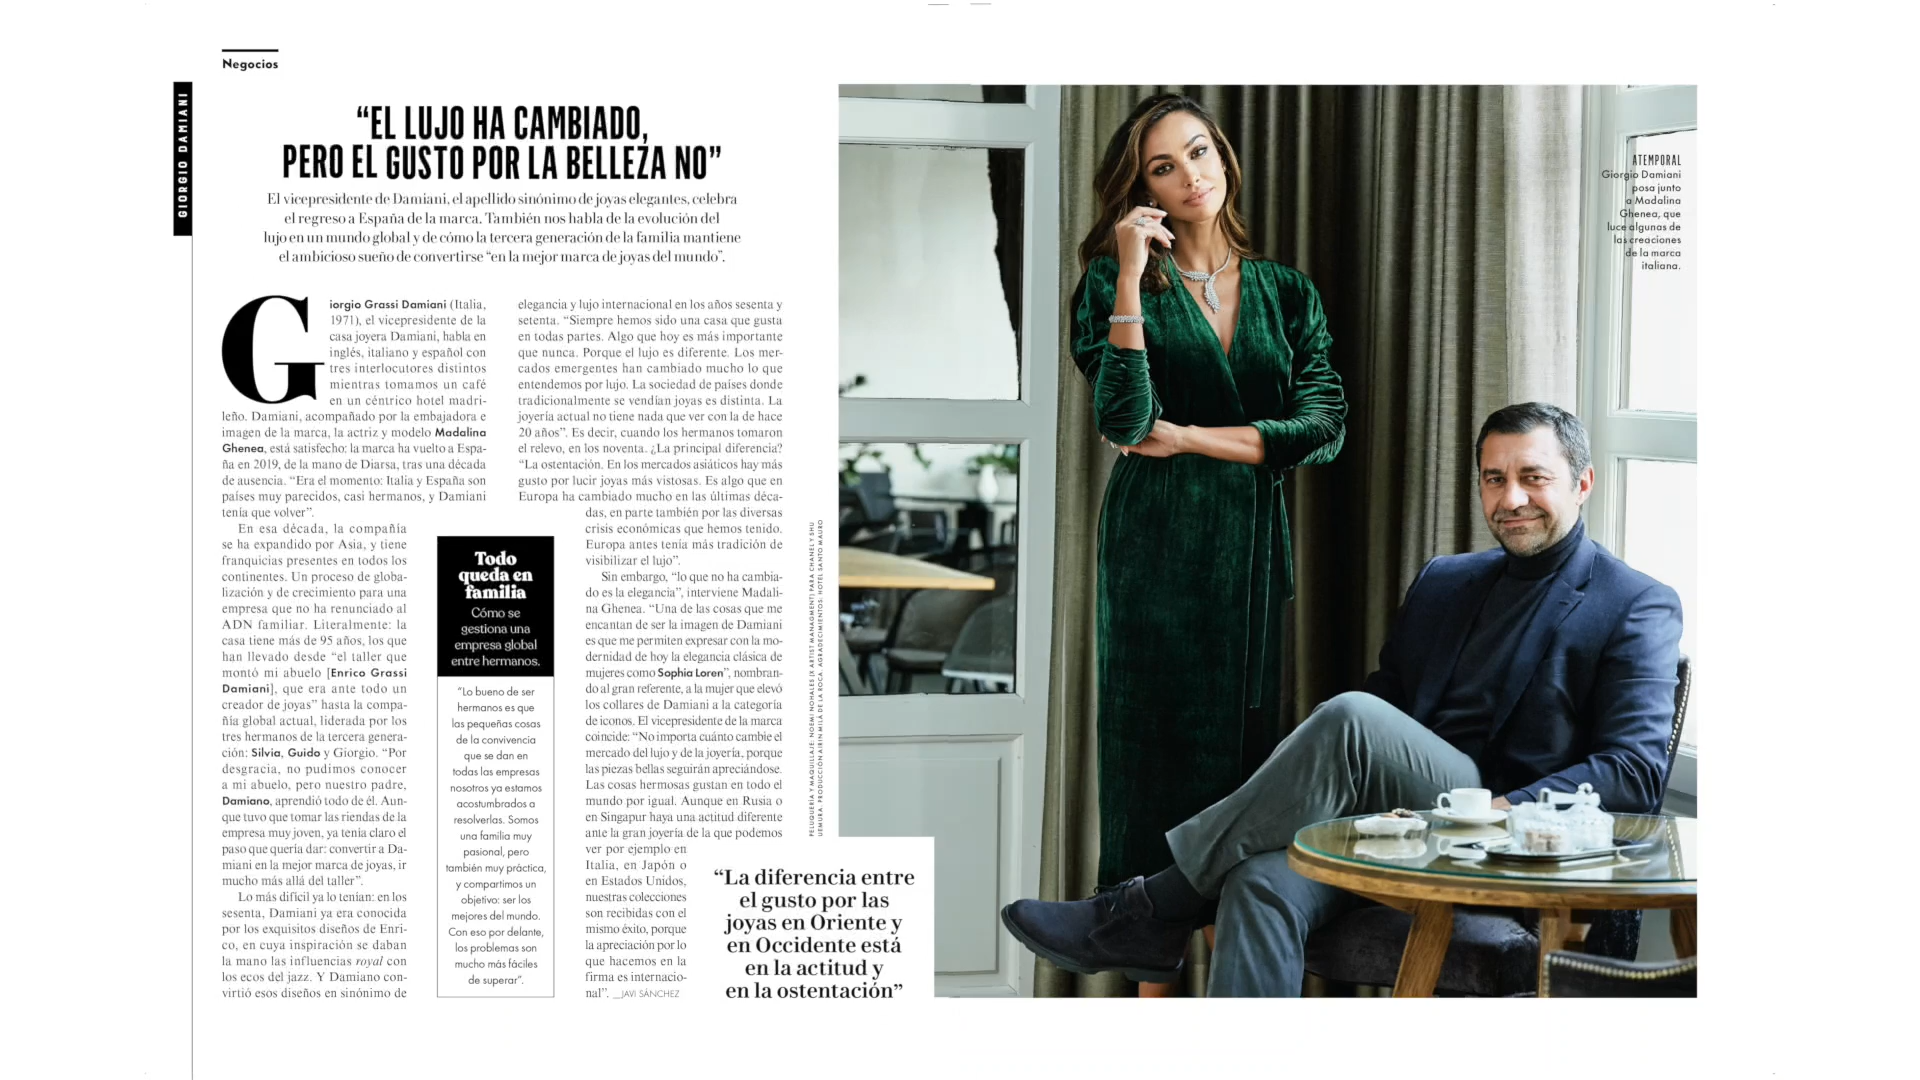 Negocios
GIORGIO DAMIANI
“EL LUJO HA CAMBIADO,
PERO EL GUSTO POR LA BELLEZA NO”
El vicepresidente de Damiani, el apellido sinónimo de joyas elegantes, celebra
el regreso a España de la marca. También nos habla de la evolución del
lujo en un mundo global y de cómo la tercera generación de la familia mantiene
el ambicioso sueño de convertirse “en la mejor marca de joyas del mundo”.
Giorgio Grassi Damiani (Italia,
1971), el vicepresidente de la
casa joyera Damiani, habla en
inglés, italiano y español con
tres interlocutores distintos
mientras tomamos un café
en un céntrico hotel madri-
leño. Damiani, acompañado por la embajadora e
imagen de la marca, la actriz y modelo Madalina
Ghenea, está satisfecho: la marca ha vuelto a Espa-
ña en 2019, de la mano de Diarsa, tras una década
de ausencia. “Era el momento: Italia y España son
países muy parecidos, casi hermanos, y Damiani
tenía que volver”.
En esa década, la compañía
se ha expandido por Asia, y tiene
franquicias presentes en todos los
continentes. Un proceso de globa-
lización y de crecimiento para una
empresa que no ha renunciado al
ADN familiar. Literalmente: la
casa tiene más de 95 años, los que
han llevado desde “el taller que
montó mi abuelo [Enrico Grassi
Damiani], que era ante todo un
creador de joyas” hasta la compa-
ñía global actual, liderada por los
tres hermanos de la tercera genera-
ción: Silvia, Guido y Giorgio. “Por
desgracia, no pudimos conocer
a mi abuelo, pero nuestro padre,
Damiano, aprendió todo de él. Aun-
que tuvo que tomar las riendas de la
empresa muy joven, ya tenía claro el
paso que quería dar: convertir a Da-
miani en la mejor marca de joyas, ir
mucho más allá del taller”.
Lo más difícil ya lo tenían: en los
sesenta, Damiani ya era conocida
por los exquisitos diseños de Enri-
co, en cuya inspiración se daban
la mano las influencias royal con
los ecos del jazz. Y Damiano con-
virtió esos diseños en sinónimo de
elegancia y lujo internacional en los años sesenta y
setenta. “Siempre hemos sido una casa que gusta
en todas partes. Algo que hoy es más importante
que nunca. Porque el lujo es diferente. Los mer-
cados emergentes han cambiado mucho lo que
entendemos por lujo. La sociedad de países donde
tradicionalmente se vendían joyas es distinta. La
joyería actual no tiene nada que ver con la de hace
20 años”. Es decir, cuando los hermanos tomaron
el relevo, en los noventa. ¿La principal diferencia?
“La ostentación. En los mercados asiáticos hay más
gusto por lucir joyas más vistosas. Es algo que en
Europa ha cambiado mucho en las últimas déca-
das, en parte también por las diversas
crisis económicas que hemos tenido.
Europa antes tenía más tradición de
visibilizar el lujo”.
Sin embargo, “lo que no ha cambia-
do es la elegancia”, interviene Madali-
na Ghenea. “Una de las cosas que me
encantan de ser la imagen de Damiani
es que me permiten expresar con la mo-
dernidad de hoy la elegancia clásica de
mujeres como Sophia Loren”, nombran-
do al gran referente, a la mujer que elevó
los collares de Damiani a la categoría
de iconos. El vicepresidente de la marca
coincide: “No importa cuánto cambie el
mercado del lujo y de la joyería, porque
las piezas bellas seguirán apreciándose.
Las cosas hermosas gustan en todo el
mundo por igual. Aunque en Rusia o
en Singapur haya una actitud diferente
ante la gran joyería de la que podemos
ver por ejemplo en
Italia, en Japón o
en Estados Unidos,
nuestras colecciones
son recibidas con el
mismo éxito, porque
la apreciación por lo
que hacemos en la
firma es internacio-
nal”. __JAVI SÁNCHEZ
Todo
queda en
familia
Cómo se
gestiona una
empresa global
entre hermanos.
“Lo bueno de ser
hermanos es que
las pequeñas cosas
de la convivencia
que se dan en
todas las empresas
nosotros ya estamos
acostumbrados a
resolverlas. Somos
una familia muy
pasional, pero
también muy práctica,
y compartimos un
objetivo: ser los
mejores del mundo.
Con eso por delante,
los problemas son
mucho más fáciles
de superar”.
“La diferencia entre
el gusto por las
joyas en Oriente y
en Occidente está
en la actitud y
en la ostentación”
PELUQUERÍA Y MAQUILLAJE: NOEMÍ NOHALES (X ARTIST MANAGMENT) PARA CHANEL Y SHU
UEMURA. PRODUCCIÓN AIRIN MILÁ DE LA ROCA. AGRADECIMIENTOS: HOTEL SANTO MAURO
ATEMPORAL
Giorgio Damiani
posa junto
a Madalina
Ghenea, que
luce algunas de
las creaciones
de la marca
italiana.